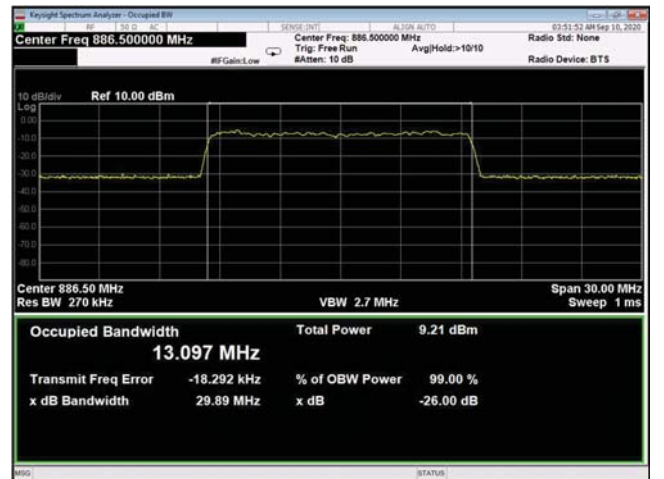 Keysight Spectrum Analyzer - Occupied BW
RF 50 Ω AC SENSE:INT ALIGN AUTO 03:51:52 AM Sep 10, 2020
Center Freq 886.500000 MHz
Center Freq: 886.500000 MHz
Radio Std: None
Trig: Free Run Avg|Hold:>10/10
#IFGain:Low #Atten: 10 dB Radio Device: BTS
10 dB/div Ref 10.00 dBm
Log
0.00
-10.0
-20.0
-30.0
-40.0
-50.0
-60.0
-70.0
-80.0
Center 886.50 MHz Span 30.00 MHz
Res BW 270 kHz VBW 2.7 MHz Sweep 1 ms
Occupied Bandwidth Total Power 9.21 dBm
13.097 MHz
Transmit Freq Error -18.292 kHz % of OBW Power 99.00 %
x dB Bandwidth 29.89 MHz x dB -26.00 dB
MSG STATUS